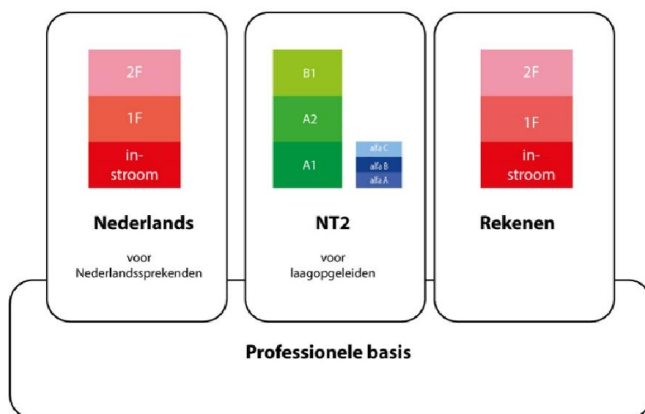 2F
1F
in-
stroom
Nederlands
voor
Nederlandssprekenden
B1
A2
A1
alfa C
alfa B
alfa A
NT2
voor
laagopgeleiden
2F
1F
in-
stroom
Rekenen
Professionele basis